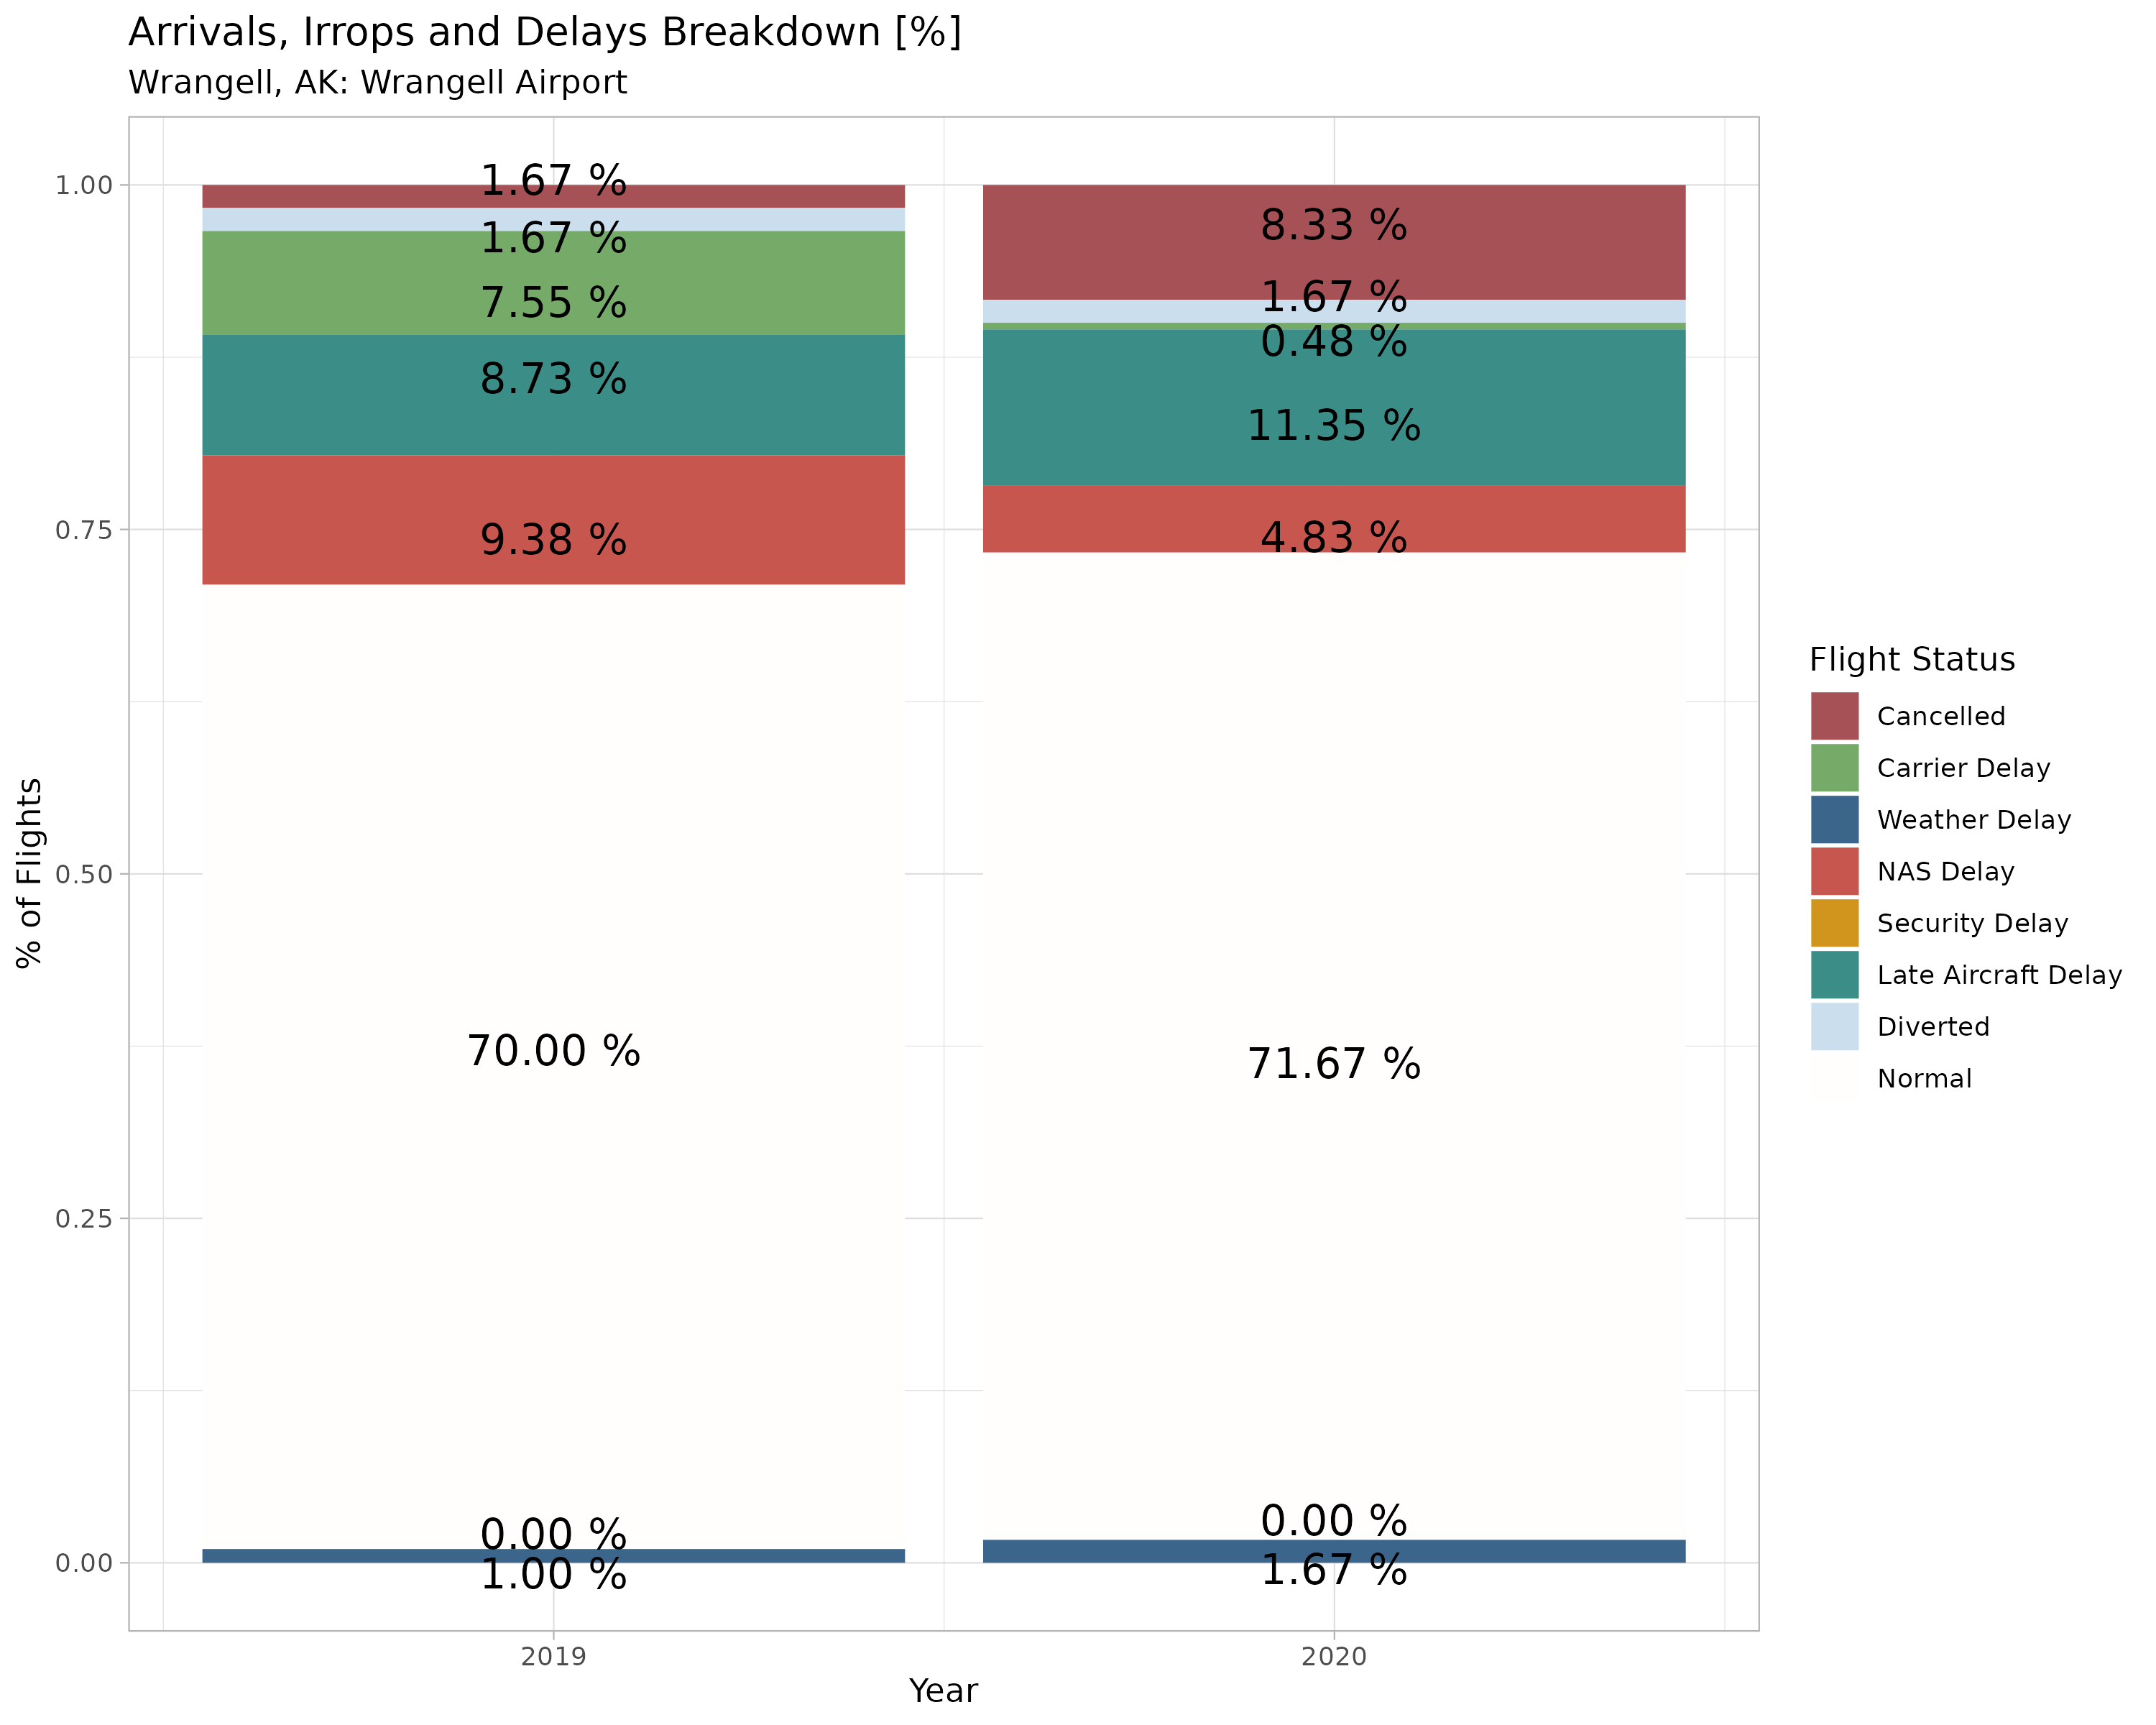 Arrivals, Irrops and Delays Breakdown [%]
Wrangell, AK: Wrangell Airport
% of Flights
1.00
0.75
0.50
0.25
0.00
1.67 %
1.67 %
7.55 %
8.73 %
9.38 %
70.00 %
0.00 %
1.00 %
8.33 %
1.67 %
0.48 %
11.35 %
4.83 %
71.67 %
0.00 %
1.67 %
2019
2020
Year
Flight Status
Cancelled
Carrier Delay
Weather Delay
NAS Delay
Security Delay
Late Aircraft Delay
Diverted
Normal